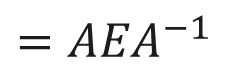 = AEA⁻¹